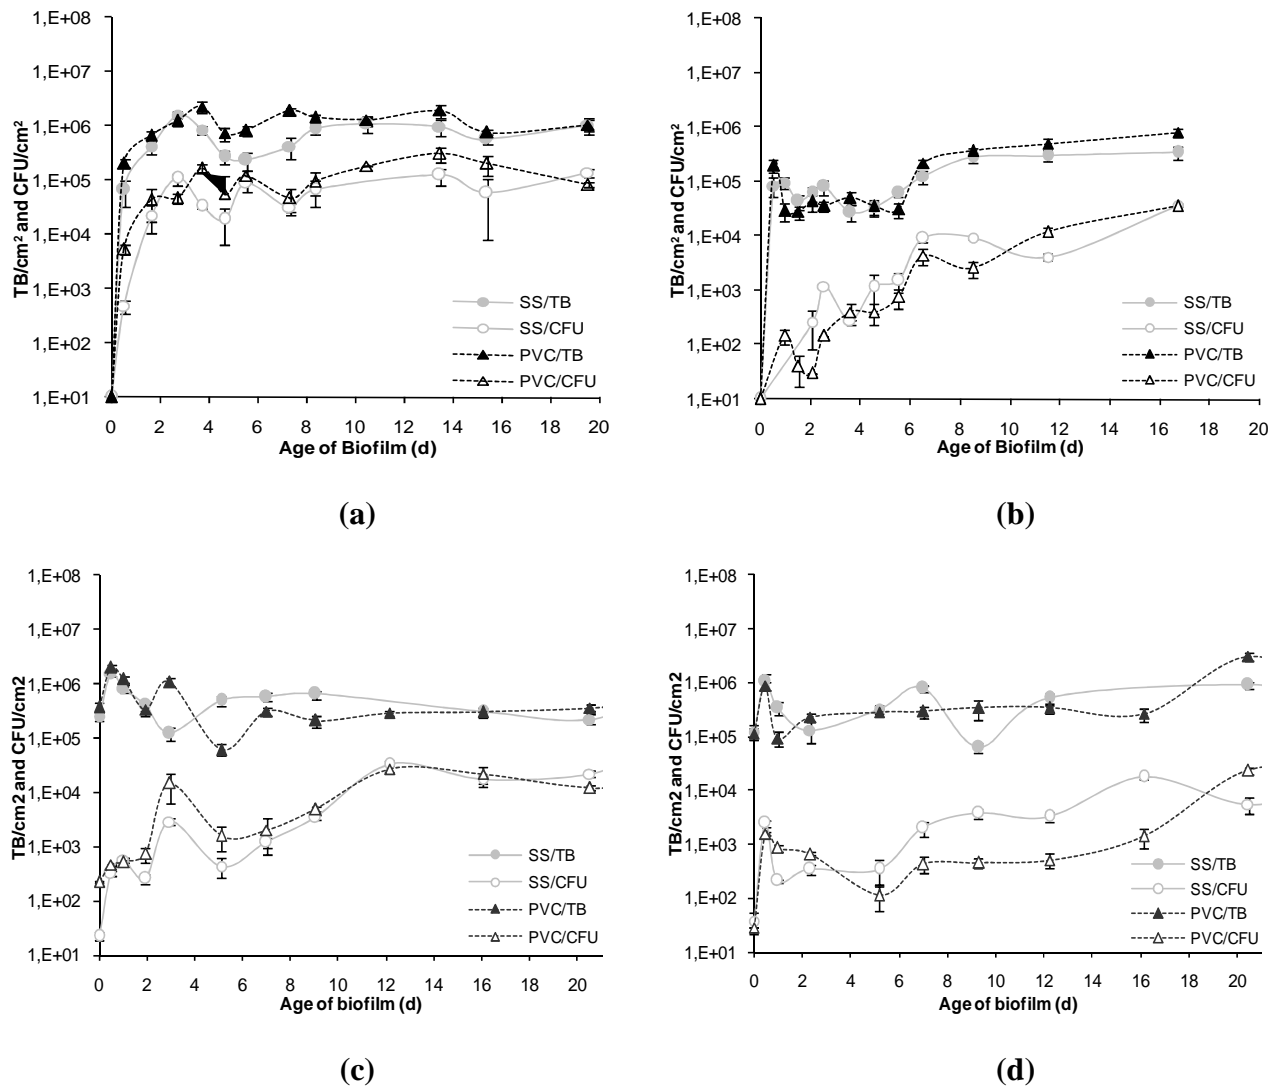 1,E+08
1,E+07
1,E+06
1,E+05
1,E+04
1,E+03
1,E+02
1,E+01
TB/cm² and CFU/cm²
0 2 4 6 8 10 12 14 16 18 20
Age of Biofilm (d)
SS/TB
SS/CFU
PVC/TB
PVC/CFU
(a)
1,E+08
1,E+07
1,E+06
1,E+05
1,E+04
1,E+03
1,E+02
1,E+01
TB/cm² and CFU/cm²
0 2 4 6 8 10 12 14 16 18 20
Age of Biofilm (d)
SS/TB
SS/CFU
PVC/TB
PVC/CFU
(b)
1,E+08
1,E+07
1,E+06
1,E+05
1,E+04
1,E+03
1,E+02
1,E+01
TB/cm2 and CFU/cm2
0 2 4 6 8 10 12 14 16 18 20
Age of biofilm (d)
SS/TB
SS/CFU
PVC/TB
PVC/CFU
(c)
1,E+08
1,E+07
1,E+06
1,E+05
1,E+04
1,E+03
1,E+02
1,E+01
TB/cm2 and CFU/cm2
0 2 4 6 8 10 12 14 16 18 20
Age of biofilm (d)
SS/TB
SS/CFU
PVC/TB
PVC/CFU
(d)